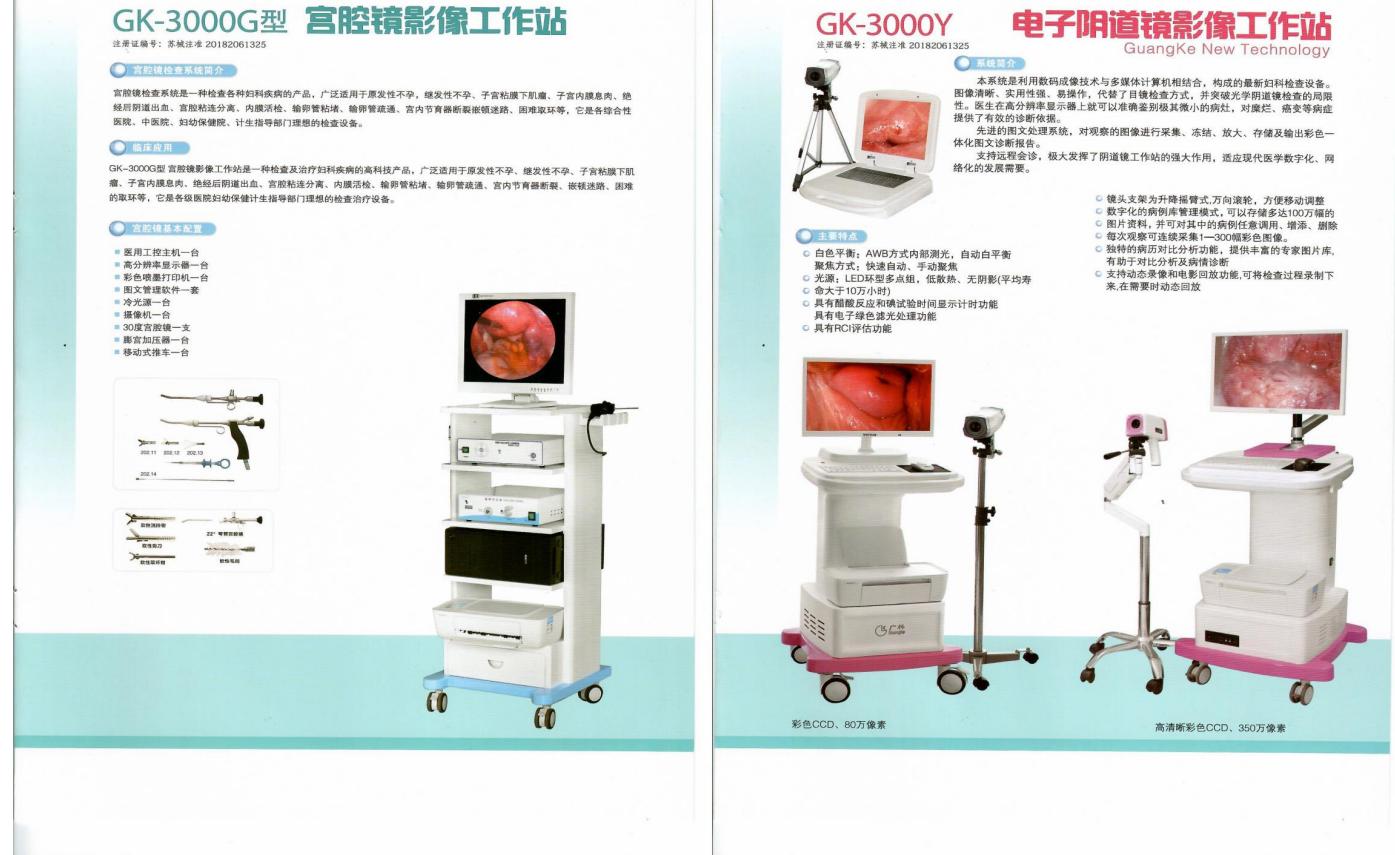 GK-3000G型 宫腔镜影像工作站
注册证编号：苏械注准 20182061325
宫腔镜检查系统简介
宫腔镜检查系统是一种检查各种妇科疾病的产品，广泛适用于原发性不孕，继发性不孕、子宫粘膜下肌瘤、子宫内膜息肉、绝
经后阴道出血、宫腔粘连分离、内膜活检、输卵管粘堵、输卵管疏通、宫内节育器断裂嵌顿迷路、困难取环等，它是各综合性
医院、中医院、妇幼保健院、计生指导部门理想的检查设备。
临床应用
GK-3000G型 宫腔镜影像工作站是一种检查及治疗妇科疾病的高科技产品，广泛适用于原发性不孕、继发性不孕、子宫粘膜下肌
瘤、子宫内膜息肉、绝经后阴道出血、宫腔粘连分离、内膜活检、输卵管粘堵、输卵管疏通、宫内节育器断裂、嵌顿迷路、困难
的取环等，它是各级医院妇幼保健计生指导部门理想的检查治疗设备。
宫腔镜基本配置
医用工控主机一台
高分辨率显示器一台
彩色喷墨打印机一台
图文管理软件一套
冷光源一台
摄像机一台
30度宫腔镜一支
膨宫加压器一台
移动式推车一台
202.11 202.12 202.13
202.14
22° 弯管宫腔镜
软性剪刀
软性取环钳
软性毛刷
GK-3000Y 电子阴道镜影像工作站
注册证编号：苏械注准 20182061325
GuangKe New Technology
系统简介
本系统是利用数码成像技术与多媒体计算机相结合，构成的最新妇科检查设备。
图像清晰、实用性强、易操作，代替了目镜检查方式，并突破光学阴道镜检查的局限
性。医生在高分辨率显示器上就可以准确鉴别极其微小的病灶，对糜烂、癌变等病症
提供了有效的诊断依据。
先进的图文处理系统，对观察的图像进行采集、冻结、放大、存储及输出彩色一
体化图文诊断报告。
支持远程会诊，极大发挥了阴道镜工作站的强大作用，适应现代医学数字化、网
络化的发展需要。
主要特点
白色平衡；AWB方式内部测光，自动白平衡
聚焦方式；快速自动、手动聚焦
光源；LED环型多点组，低散热、无阴影(平均寿
命大于10万小时)
具有醋酸反应和碘试验时间显示计时功能
具有电子绿色滤光处理功能
具有RCI评估功能
镜头支架为升降摇臂式,万向滚轮，方便移动调整
数字化的病例库管理模式，可以存储多达100万幅的
图片资料，并可对其中的病例任意调用、增添、删除
每次观察可连续采集1—300幅彩色图像。
独特的病历对比分析功能，提供丰富的专家图片库,
有助于对比分析及病情诊断
支持动态录像和电影回放功能,可将检查过程录制下
来,在需要时动态回放
广科
彩色CCD、80万像素
高清晰彩色CCD、350万像素